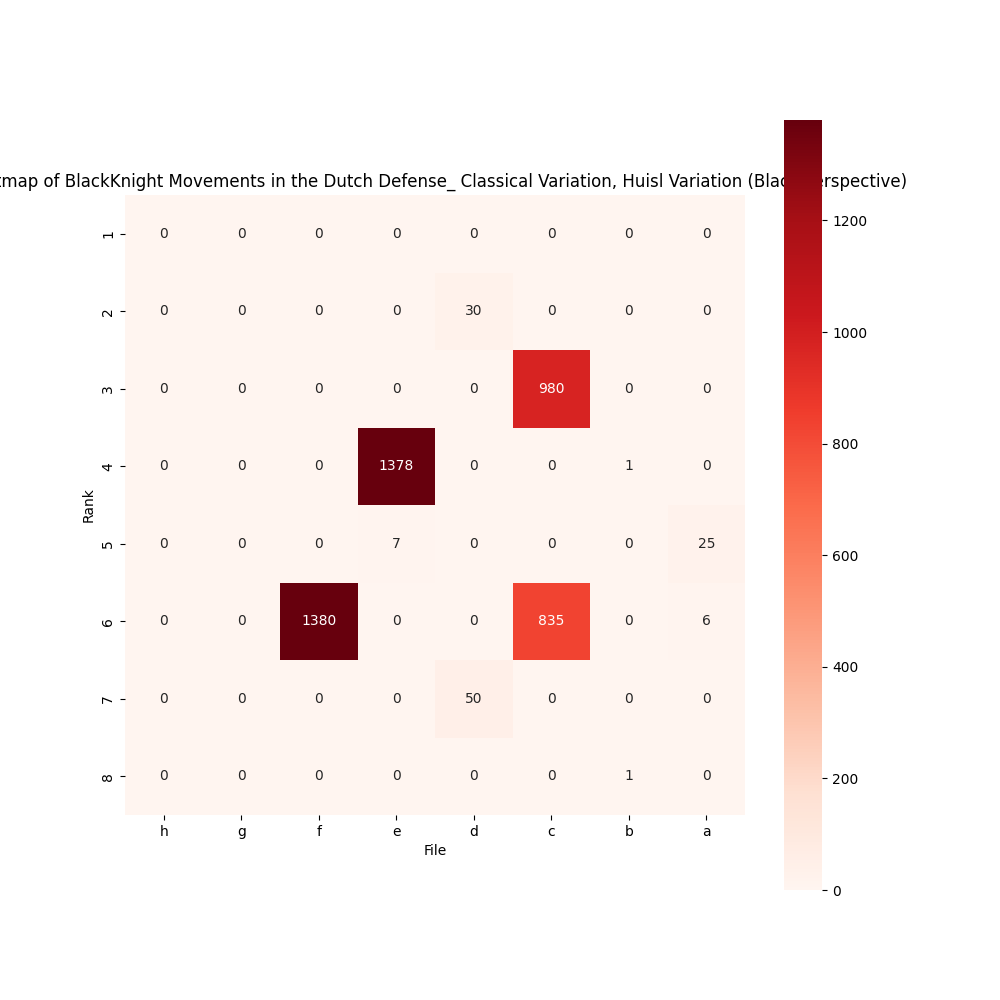 tmap of BlackKnight Movements in the Dutch Defense_ Classical Variation, Huisl Variation (Black Perspective)
1 0 0 0 0 0 0 0 0 1200
2 0 0 0 0 30 0 0 0
3 0 0 0 0 0 980 0 0 1000
4 0 0 0 1378 0 0 1 0 800
Rank
5 0 0 0 7 0 0 0 25 600
6 0 0 1380 0 0 835 0 6 400
7 0 0 0 0 50 0 0 0
8 0 0 0 0 0 0 1 0 200
h g f e d c b a
File
0